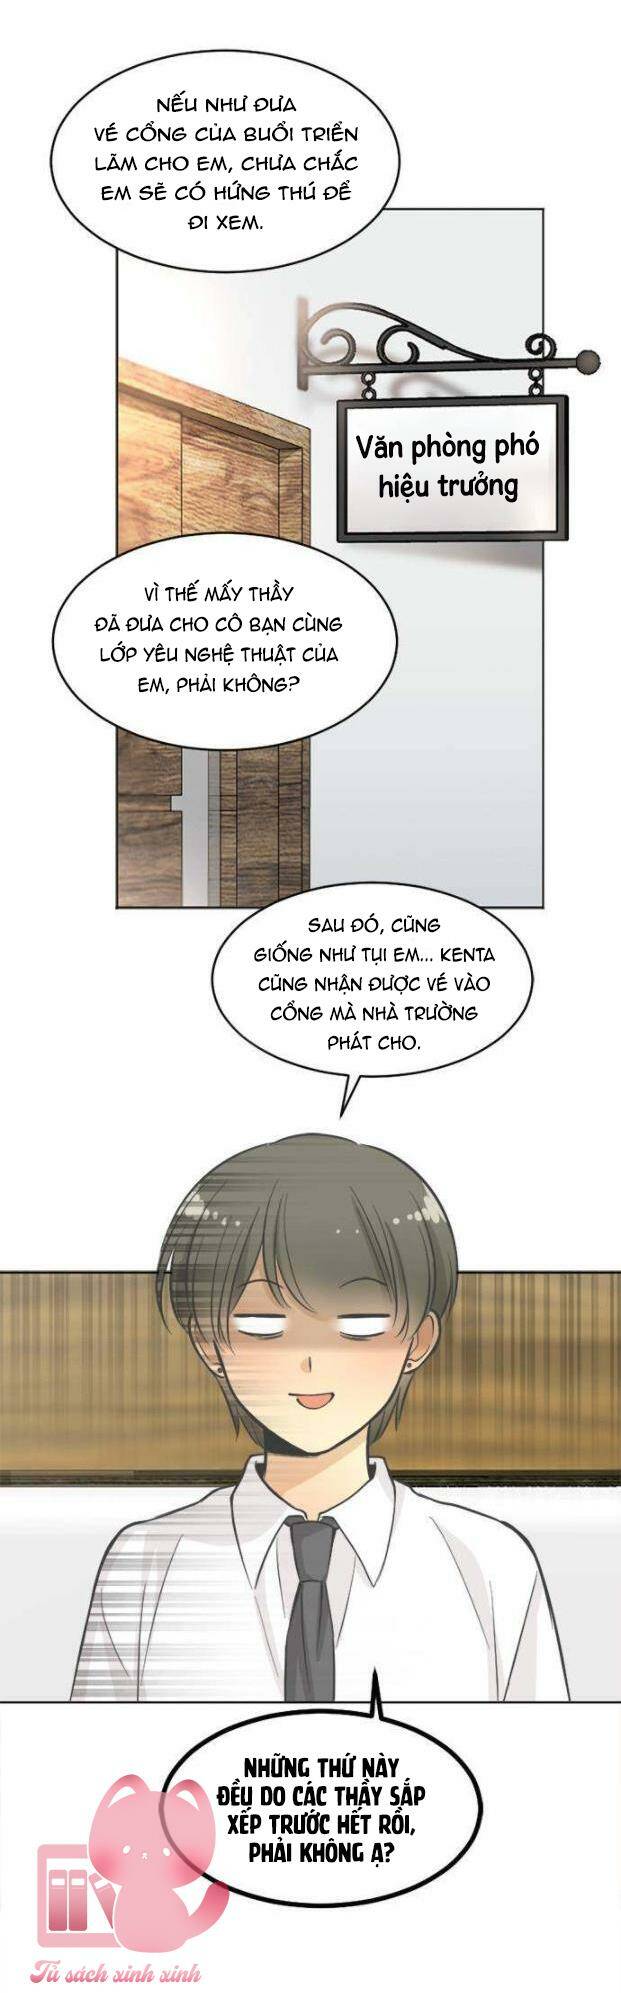 NẾU NHƯ ĐƯA
VÉ CỔNG CỦA BUỔI TRIỂN
LÃM CHO EM, CHƯA CHẮC
EM SẼ CÓ HỨNG THÚ ĐỂ
ĐI XEM.
Văn phòng phó
hiệu trưởng
VÌ THẾ MẤY THẦY
ĐÃ ĐƯA CHO CÔ BẠN CÙNG
LỚP YÊU NGHỆ THUẬT CỦA
EM, PHẢI KHÔNG?
SAU ĐÓ, CŨNG
GIỐNG NHƯ TỤI EM... KENTA
CŨNG NHẬN ĐƯỢC VÉ VÀO
CỔNG MÀ NHÀ TRƯỜNG
PHÁT CHO.
NHỮNG THỨ NÀY
ĐỀU DO CÁC THẦY SẮP
XẾP TRƯỚC HẾT RỒI,
PHẢI KHÔNG Ạ?
Tủ sách xinh xinh